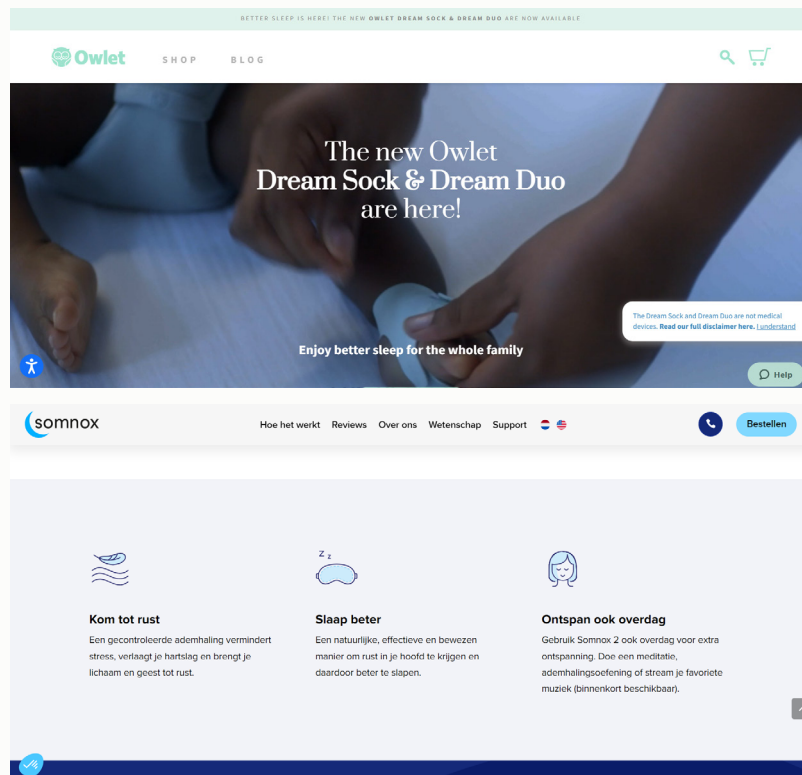 BETTER SLEEP IS HERE! THE NEW OWLET DREAM SOCK & DREAM DUO ARE NOW AVAILABLE
Owlet SHOP BLOG
The new Owlet
Dream Sock & Dream Duo
are here!
The Dream Sock and Dream Duo are not medical
devices. Read our full disclaimer here. I understand
Enjoy better sleep for the whole family
Help
somnox Hoe het werkt Reviews Over ons Wetenschap Support Bestellen
Z z
Kom tot rust
Een gecontroleerde ademhaling vermindert
stress, verlaagt je hartslag en brengt je
lichaam en geest tot rust.
Slaap beter
Een natuurlijke, effectieve en bewezen
manier om rust in je hoofd te krijgen en
daardoor beter te slapen.
Ontspan ook overdag
Gebruik Somnox 2 ook overdag voor extra
ontspanning. Doe een meditatie,
ademhalingsoefening of stream je favoriete
muziek (binnenkort beschikbaar).